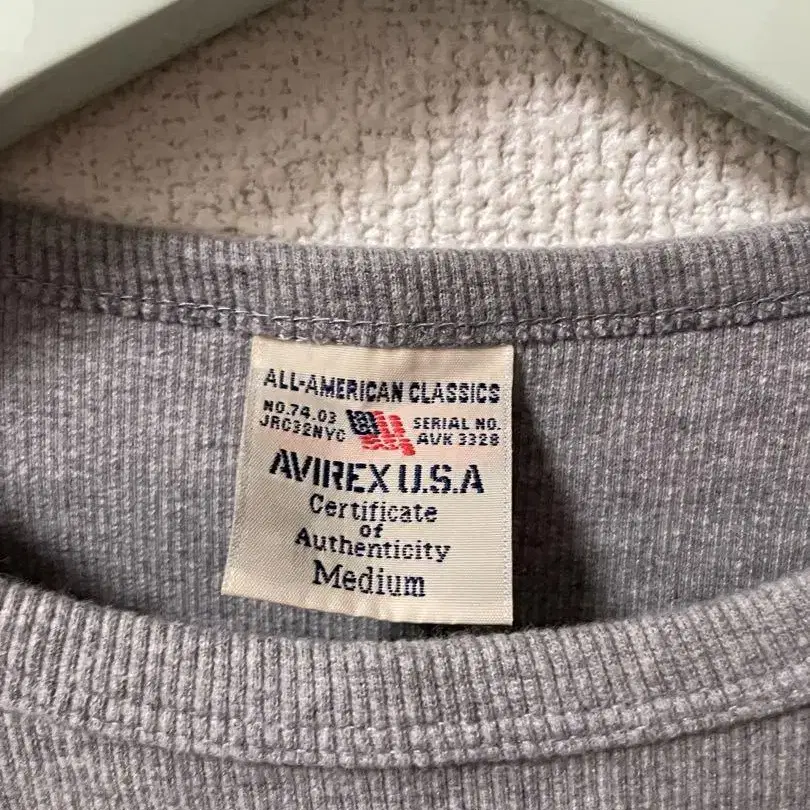 ALL-AMERICAN CLASSICS
NO.74.03
JRC32NYC
SERIAL NO.
AVK 3328
AVIREX U.S.A
Certificate
of
Authenticity
Medium